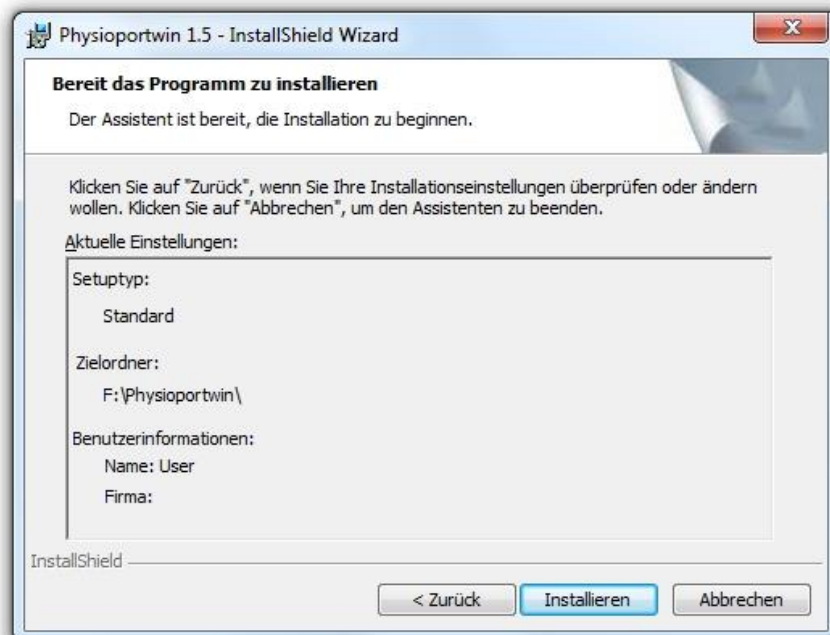 Physioportwin 1.5 - InstallShield Wizard
Bereit das Programm zu installieren
Der Assistent ist bereit, die Installation zu beginnen.
Klicken Sie auf "Zurück", wenn Sie Ihre Installationseinstellungen überprüfen oder ändern
wollen. Klicken Sie auf "Abbrechen", um den Assistenten zu beenden.
Aktuelle Einstellungen:
Setuptyp:
Standard
Zielordner:
F:\Physioportwin\
Benutzerinformationen:
Name: User
Firma:
InstallShield
< Zurück Installieren Abbrechen